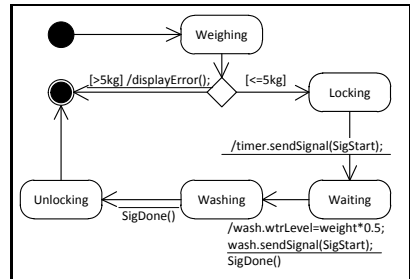 Weighing
[>5kg] /displayError();
[<=5kg]
Locking
/timer.sendSignal(SigStart);
Unlocking
Washing
Waiting
SigDone()
/wash.wtrLevel=weight*0.5;
wash.sendSignal(SigStart);
SigDone()